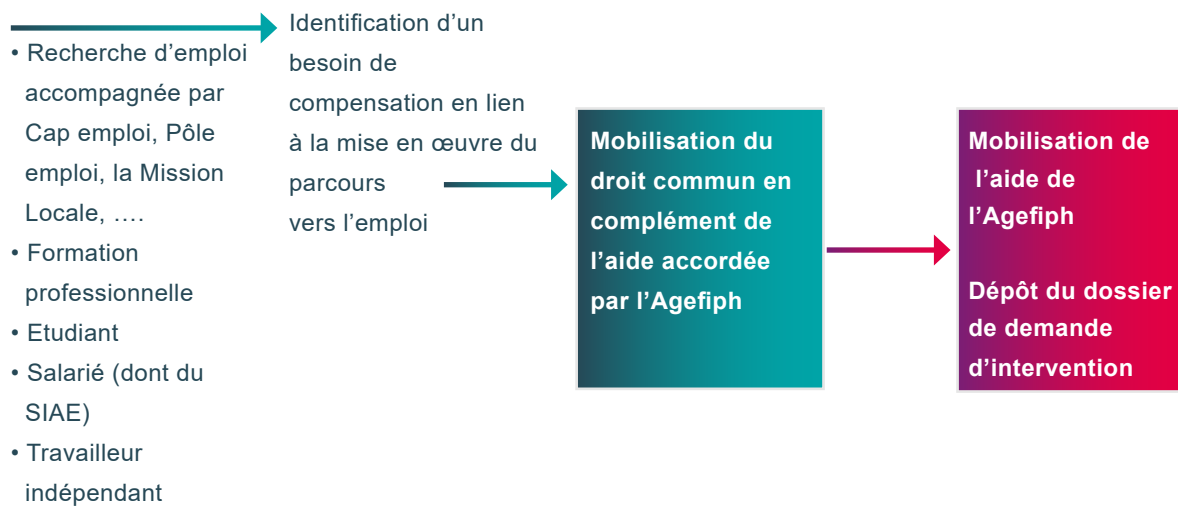 • Recherche d’emploi
accompagnée par
Cap emploi, Pôle
emploi, la Mission
Locale, ….
• Formation
professionnelle
• Etudiant
• Salarié (dont du
SIAE)
• Travailleur
indépendant
Identification d’un
besoin de
compensation en lien
à la mise en œuvre du
parcours
vers l’emploi
Mobilisation du
droit commun en
complément de
l’aide accordée
par l’Agefiph
Mobilisation de
l’aide de
l’Agefiph
Dépôt du dossier
de demande
d’intervention